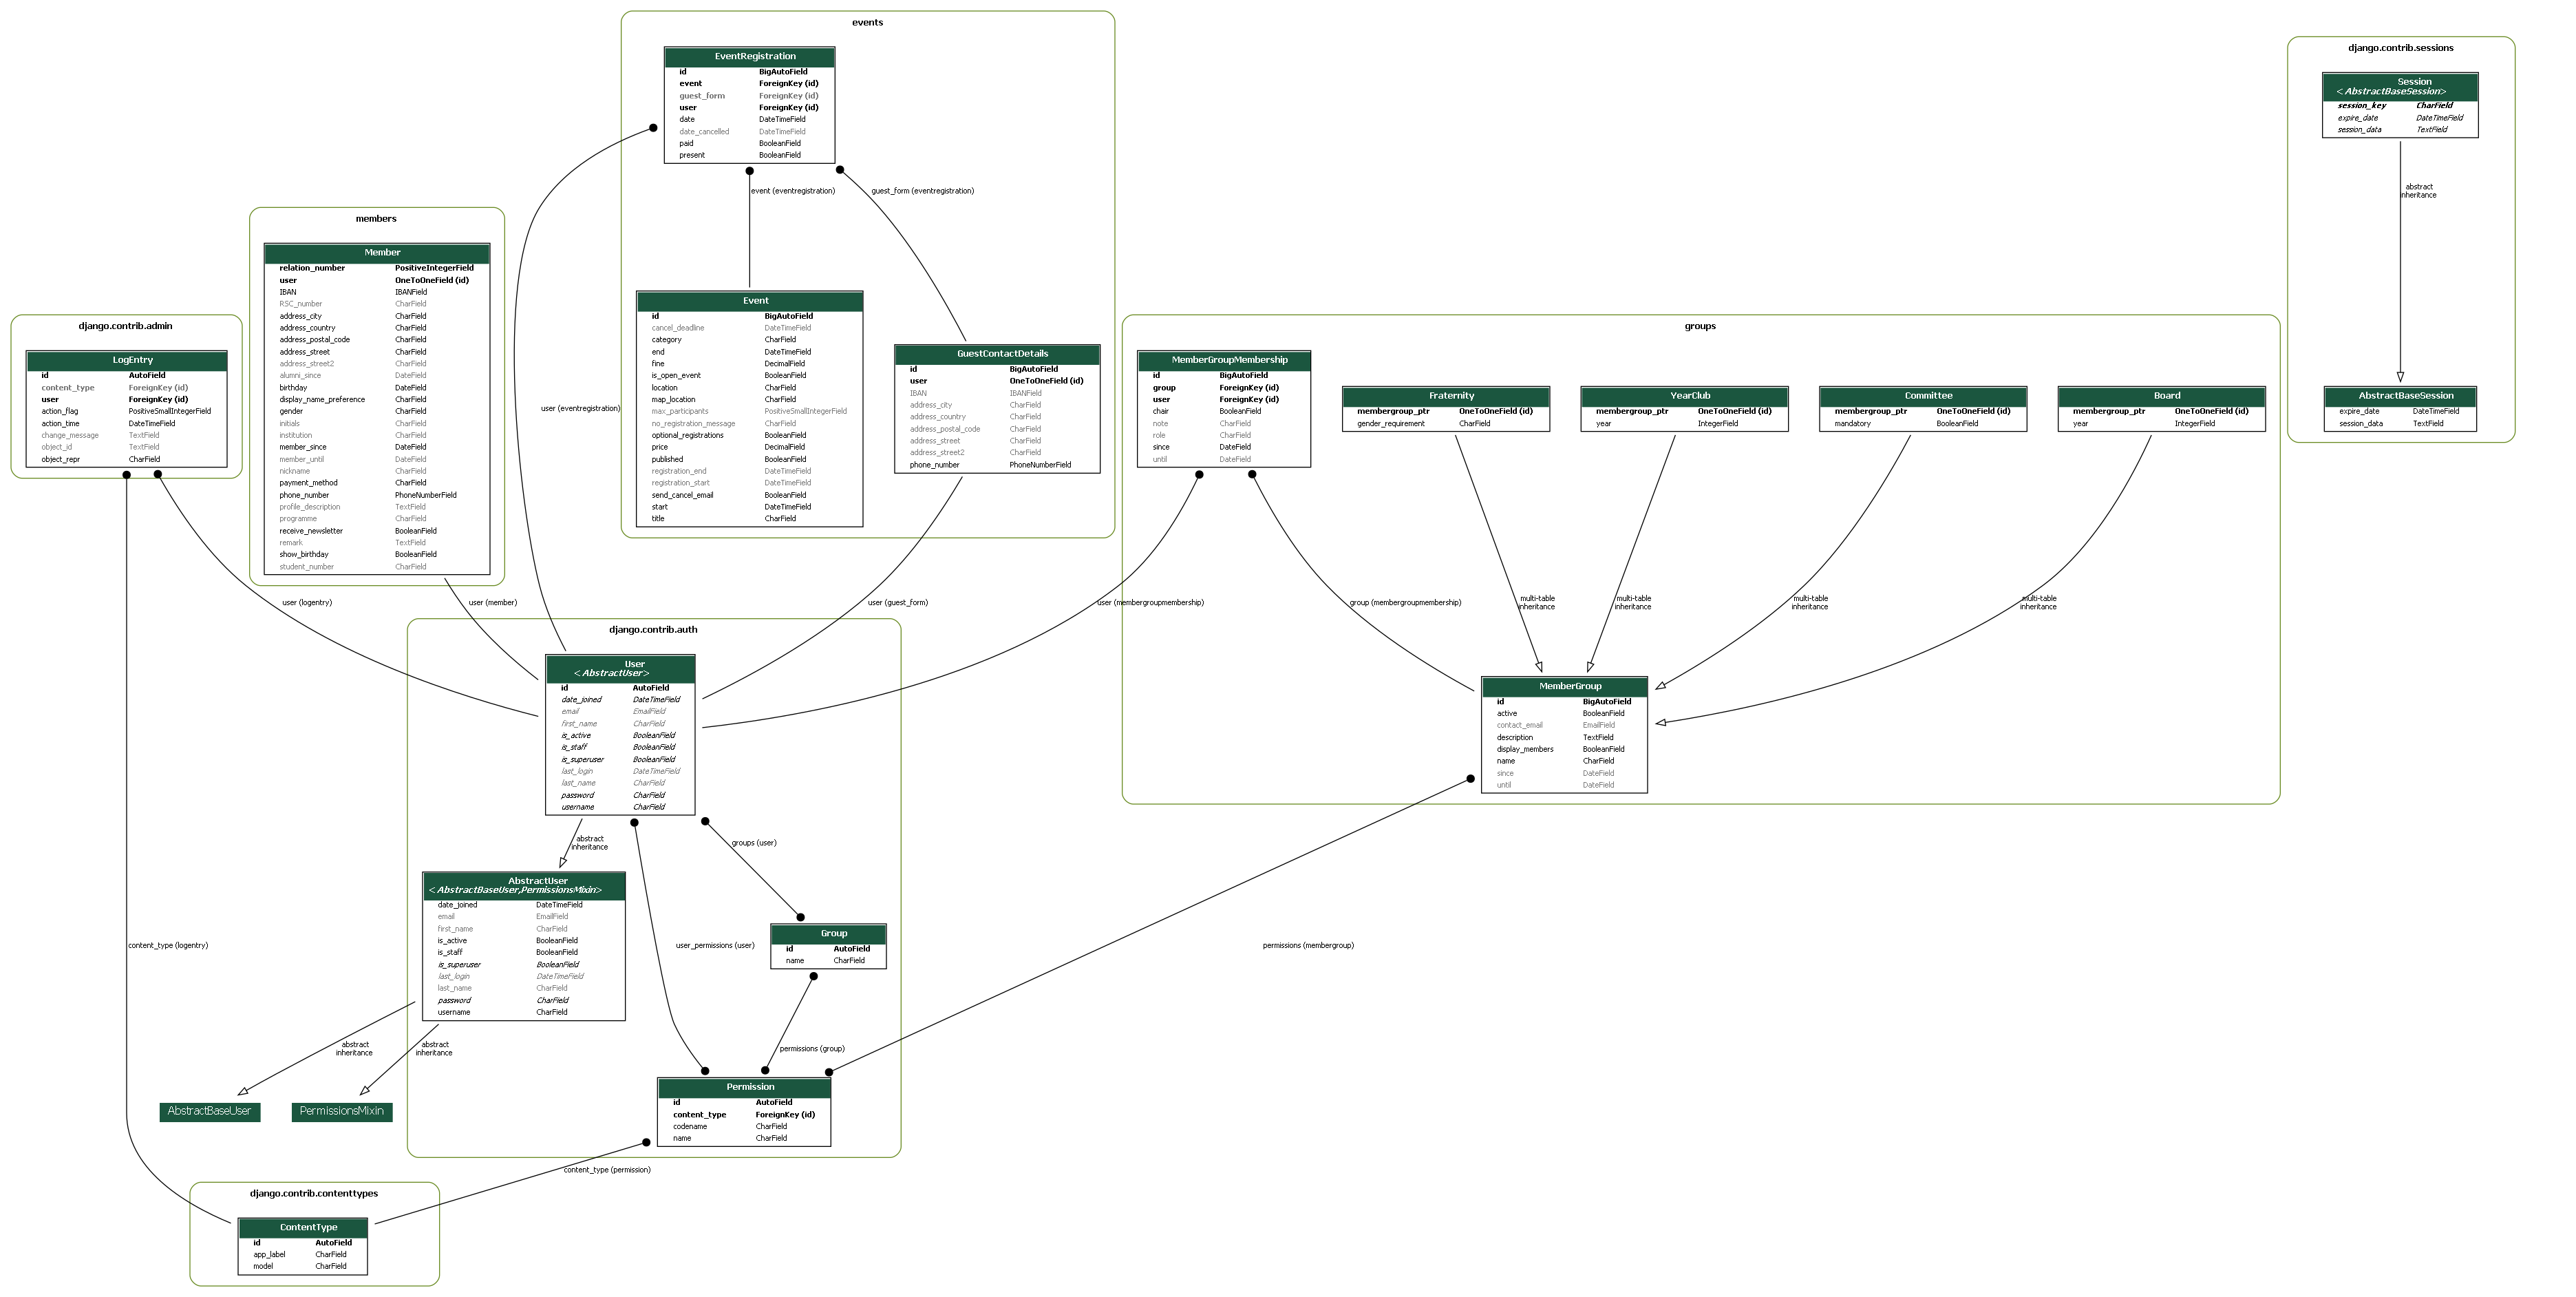 events
EventRegistration
id BigAutoField
event ForeignKey (id)
guest_form ForeignKey (id)
user ForeignKey (id)
date DateTimeField
date_cancelled DateTimeField
paid BooleanField
present BooleanField
event (eventregistration)
guest_form (eventregistration)
user (eventregistration)
Event
id BigAutoField
cancel_deadline DateTimeField
category CharField
end DateTimeField
fine DecimalField
is_open_event BooleanField
location CharField
map_location CharField
max_participants PositiveSmallIntegerField
no_registration_message CharField
optional_registrations BooleanField
price DecimalField
published BooleanField
registration_end DateTimeField
registration_start DateTimeField
send_cancel_email BooleanField
start DateTimeField
title CharField
GuestContactDetails
id BigAutoField
user OneToOneField (id)
IBAN IBANField
address_city CharField
address_country CharField
address_postal_code CharField
address_street CharField
address_street2 CharField
phone_number PhoneNumberField
django.contrib.sessions
Session
<AbstractBaseSession>
session_key CharField
expire_date DateTimeField
session_data TextField
abstract
inheritance
AbstractBaseSession
expire_date DateTimeField
session_data TextField
members
Member
relation_number PositiveIntegerField
user OneToOneField (id)
IBAN IBANField
RSC_number CharField
address_city CharField
address_country CharField
address_postal_code CharField
address_street CharField
address_street2 CharField
alumni_since DateField
birthday DateField
display_name_preference CharField
gender CharField
initials CharField
institution CharField
member_since DateField
member_until DateField
nickname CharField
payment_method CharField
phone_number PhoneNumberField
profile_description TextField
programme CharField
receive_newsletter BooleanField
remark TextField
show_birthday BooleanField
student_number CharField
django.contrib.admin
LogEntry
id AutoField
content_type ForeignKey (id)
user ForeignKey (id)
action_flag PositiveSmallIntegerField
action_time DateTimeField
change_message TextField
object_id TextField
object_repr CharField
groups
MemberGroupMembership
id BigAutoField
group ForeignKey (id)
user ForeignKey (id)
chair BooleanField
note CharField
role CharField
since DateField
until DateField
Fraternity
membergroup_ptr OneToOneField (id)
gender_requirement CharField
YearClub
membergroup_ptr OneToOneField (id)
year IntegerField
Committee
membergroup_ptr OneToOneField (id)
mandatory BooleanField
Board
membergroup_ptr OneToOneField (id)
year IntegerField
user (logentry)
user (member)
user (guest_form)
user (membergroupmembership)
group (membergroupmembership)
multi-table
inheritance
multi-table
inheritance
multi-table
inheritance
multi-table
inheritance
MemberGroup
id BigAutoField
active BooleanField
contact_email EmailField
description TextField
display_members BooleanField
name CharField
since DateField
until DateField
django.contrib.auth
User
<AbstractUser>
id AutoField
date_joined DateTimeField
email EmailField
first_name CharField
is_active BooleanField
is_staff BooleanField
is_superuser BooleanField
last_login DateTimeField
last_name CharField
password CharField
username CharField
abstract
inheritance
groups (user)
AbstractUser
<AbstractBaseUser,PermissionsMixin>
date_joined DateTimeField
email EmailField
first_name CharField
is_active BooleanField
is_staff BooleanField
is_superuser BooleanField
last_login DateTimeField
last_name CharField
password CharField
username CharField
Group
id AutoField
name CharField
content_type (logentry)
user_permissions (user)
permissions (membergroup)
abstract
inheritance
abstract
inheritance
permissions (group)
AbstractBaseUser
PermissionsMixin
Permission
id AutoField
content_type ForeignKey (id)
codename CharField
name CharField
content_type (permission)
django.contrib.contenttypes
ContentType
id AutoField
app_label CharField
model CharField